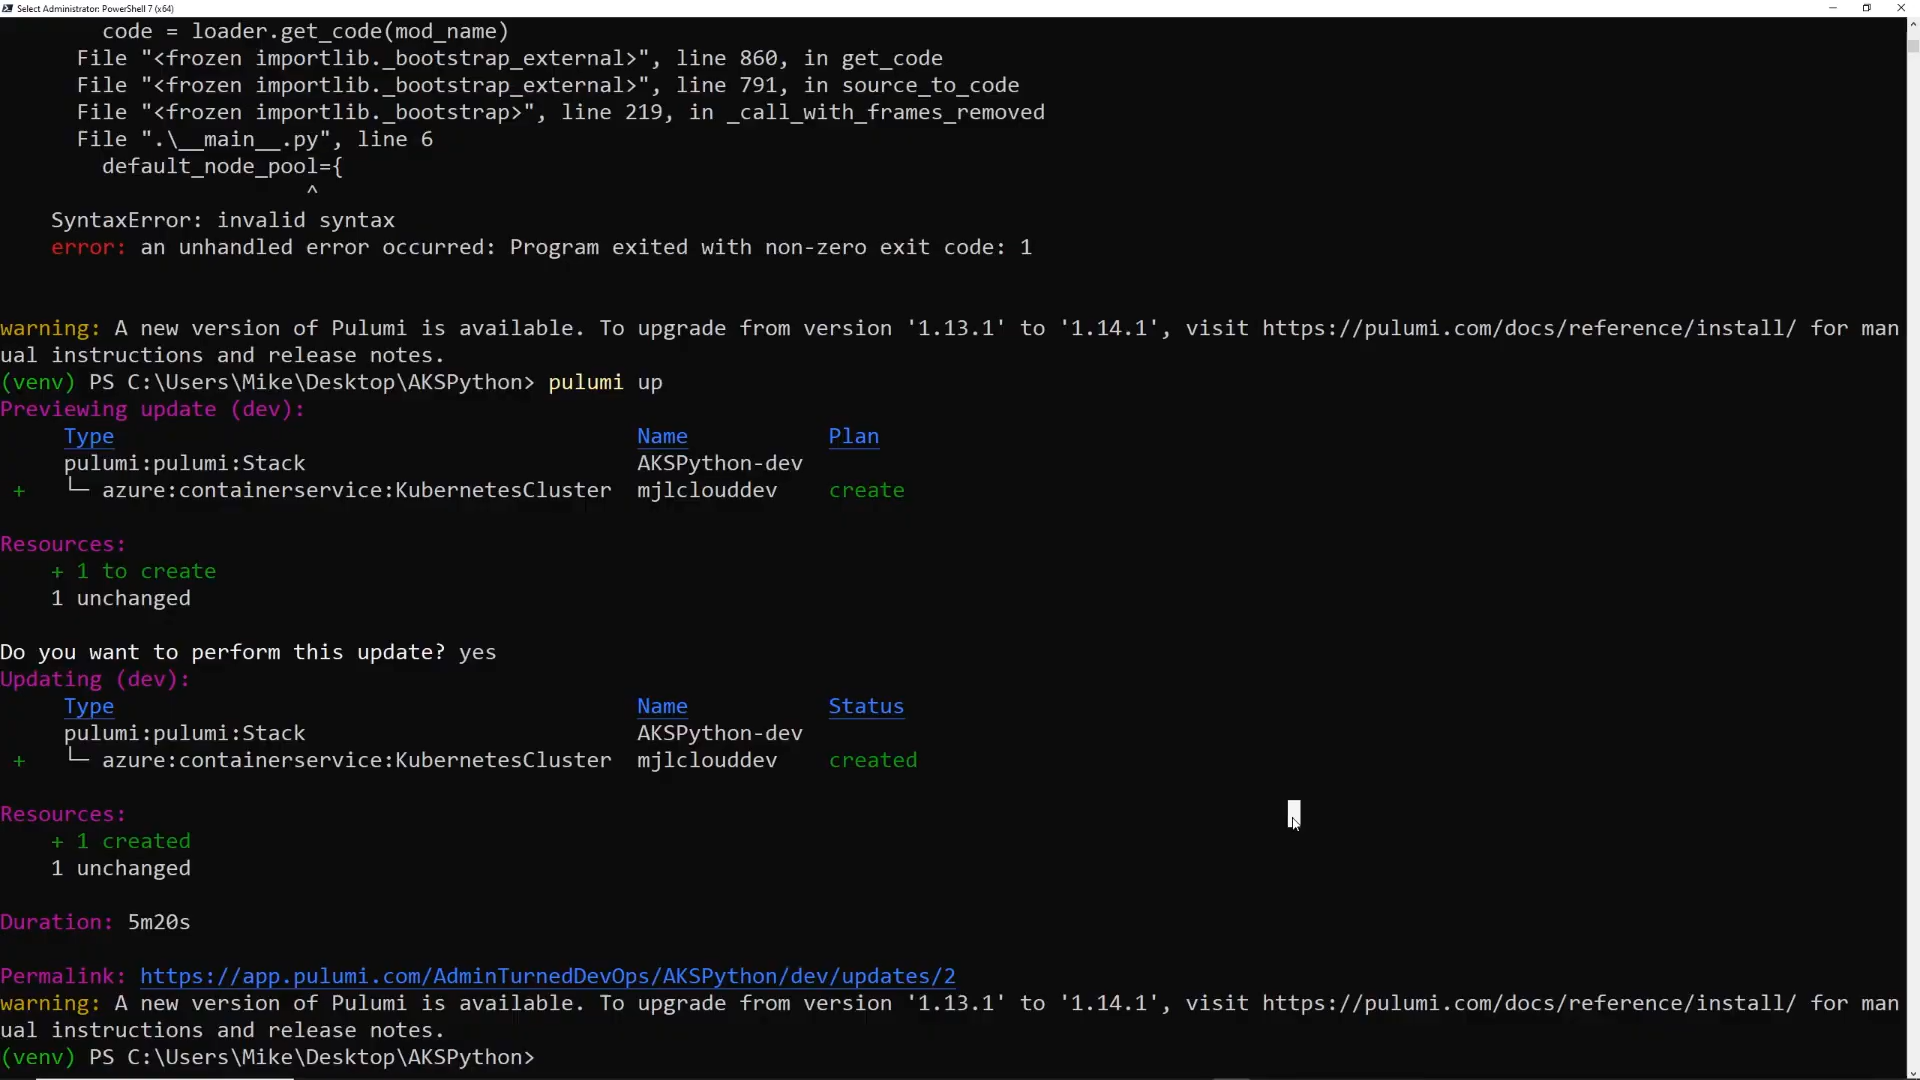 Select Administrator: PowerShell 7 (x64)
code = loader.get_code(mod_name)
File "<frozen importlib._bootstrap_external>", line 860, in get_code
File "<frozen importlib._bootstrap_external>", line 791, in source_to_code
File "<frozen importlib._bootstrap>", line 219, in _call_with_frames_removed
File ".\__main__.py", line 6
default_node_pool={
^
SyntaxError: invalid syntax
error: an unhandled error occurred: Program exited with non-zero exit code: 1
warning: A new version of Pulumi is available. To upgrade from version '1.13.1' to '1.14.1', visit https://pulumi.com/docs/reference/install/ for man
ual instructions and release notes.
(venv) PS C:\Users\Mike\Desktop\AKSPython> pulumi up
Previewing update (dev):
Type Name Plan
pulumi:pulumi:Stack AKSPython-dev
+ └─ azure:containerservice:KubernetesCluster mjlclouddev create
Resources:
+ 1 to create
1 unchanged
Do you want to perform this update? yes
Updating (dev):
Type Name Status
pulumi:pulumi:Stack AKSPython-dev
+ └─ azure:containerservice:KubernetesCluster mjlclouddev created
Resources:
+ 1 created
1 unchanged
Duration: 5m20s
Permalink: https://app.pulumi.com/AdminTurnedDevOps/AKSPython/dev/updates/2
warning: A new version of Pulumi is available. To upgrade from version '1.13.1' to '1.14.1', visit https://pulumi.com/docs/reference/install/ for man
ual instructions and release notes.
(venv) PS C:\Users\Mike\Desktop\AKSPython>